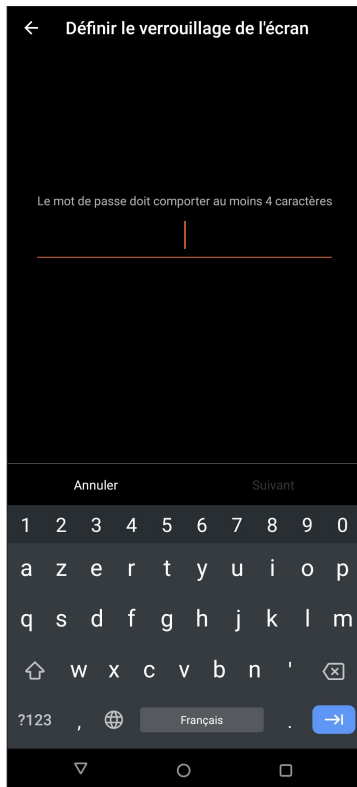 Définir le verrouillage de l'écran
Le mot de passe doit comporter au moins 4 caractères
Annuler Suivant
1 2 3 4 5 6 7 8 9 0
a z e r t y u i o p
q s d f g h j k l m
w x c v b n '
?123 , Français .